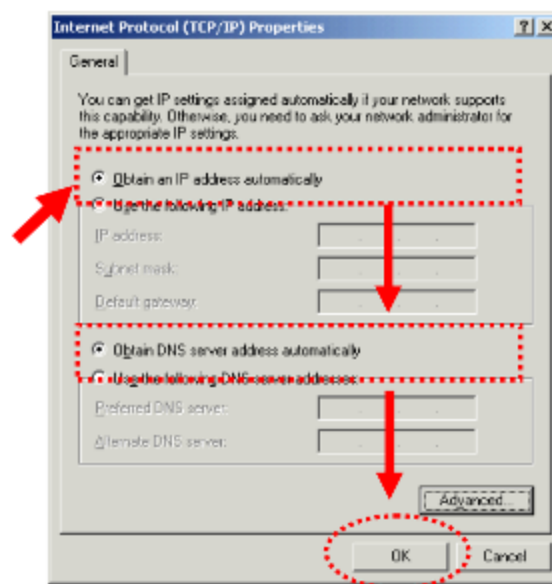 Internet Protocol (TCP/IP) Properties
General
You can get IP settings assigned automatically if your network supports
this capability. Otherwise, you need to ask your network administrator for
the appropriate IP settings.
Obtain an IP address automatically
Use the following IP address:
IP address:
Subnet mask:
Default gateway:
Obtain DNS server address automatically
Use the following DNS server addresses:
Preferred DNS server:
Alternate DNS server:
Advanced...
OK
Cancel